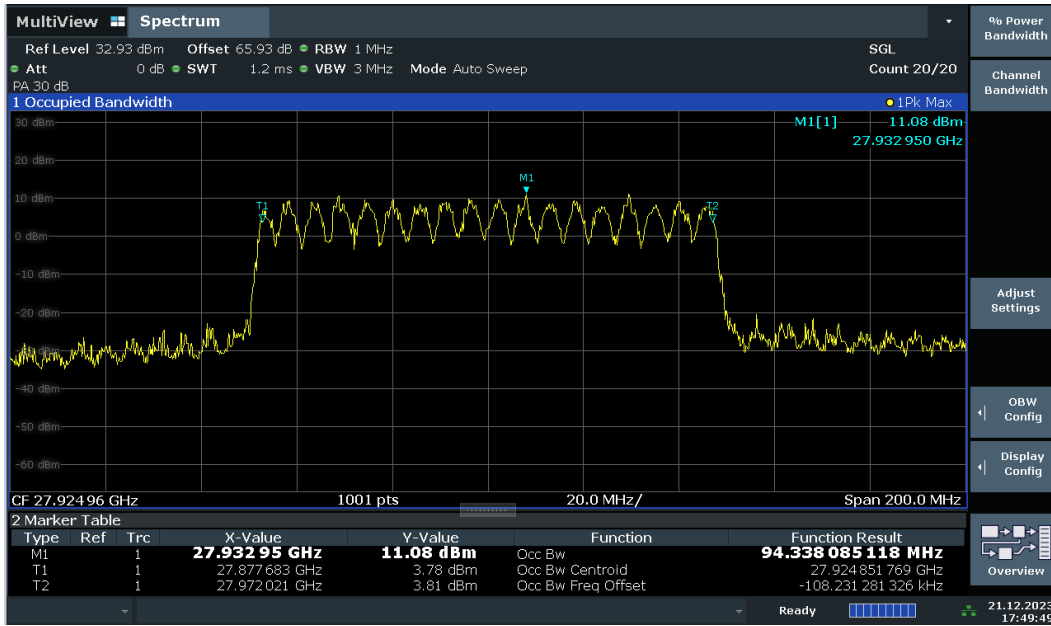 MultiView Spectrum
Ref Level 32.93 dBm Offset 65.93 dB RBW 1 MHz SGL
Att 0 dB SWT 1.2 ms VBW 3 MHz Mode Auto Sweep Count 20/20
PA 30 dB
1 Occupied Bandwidth 1Pk Max
30 dBm M1[1] 11.08 dBm
27.932 950 GHz
20 dBm
M1
10 dBm T1 T2
0 dBm
-10 dBm
-20 dBm
-40 dBm
-50 dBm
-60 dBm
CF 27.92496 GHz 1001 pts 20.0 MHz/ Span 200.0 MHz
2 Marker Table
Type Ref Trc X-Value Y-Value Function Function Result
M1 1 27.932 95 GHz 11.08 dBm Occ Bw 94.338 085 118 MHz
T1 1 27.877 683 GHz 3.78 dBm Occ Bw Centroid 27.924 851 769 GHz
T2 1 27.972 021 GHz 3.81 dBm Occ Bw Freq Offset -108.231 281 326 kHz
Ready 21.12.2023
17:49:49
% Power
Bandwidth
Channel
Bandwidth
Adjust
Settings
OBW
Config
Display
Config
Overview